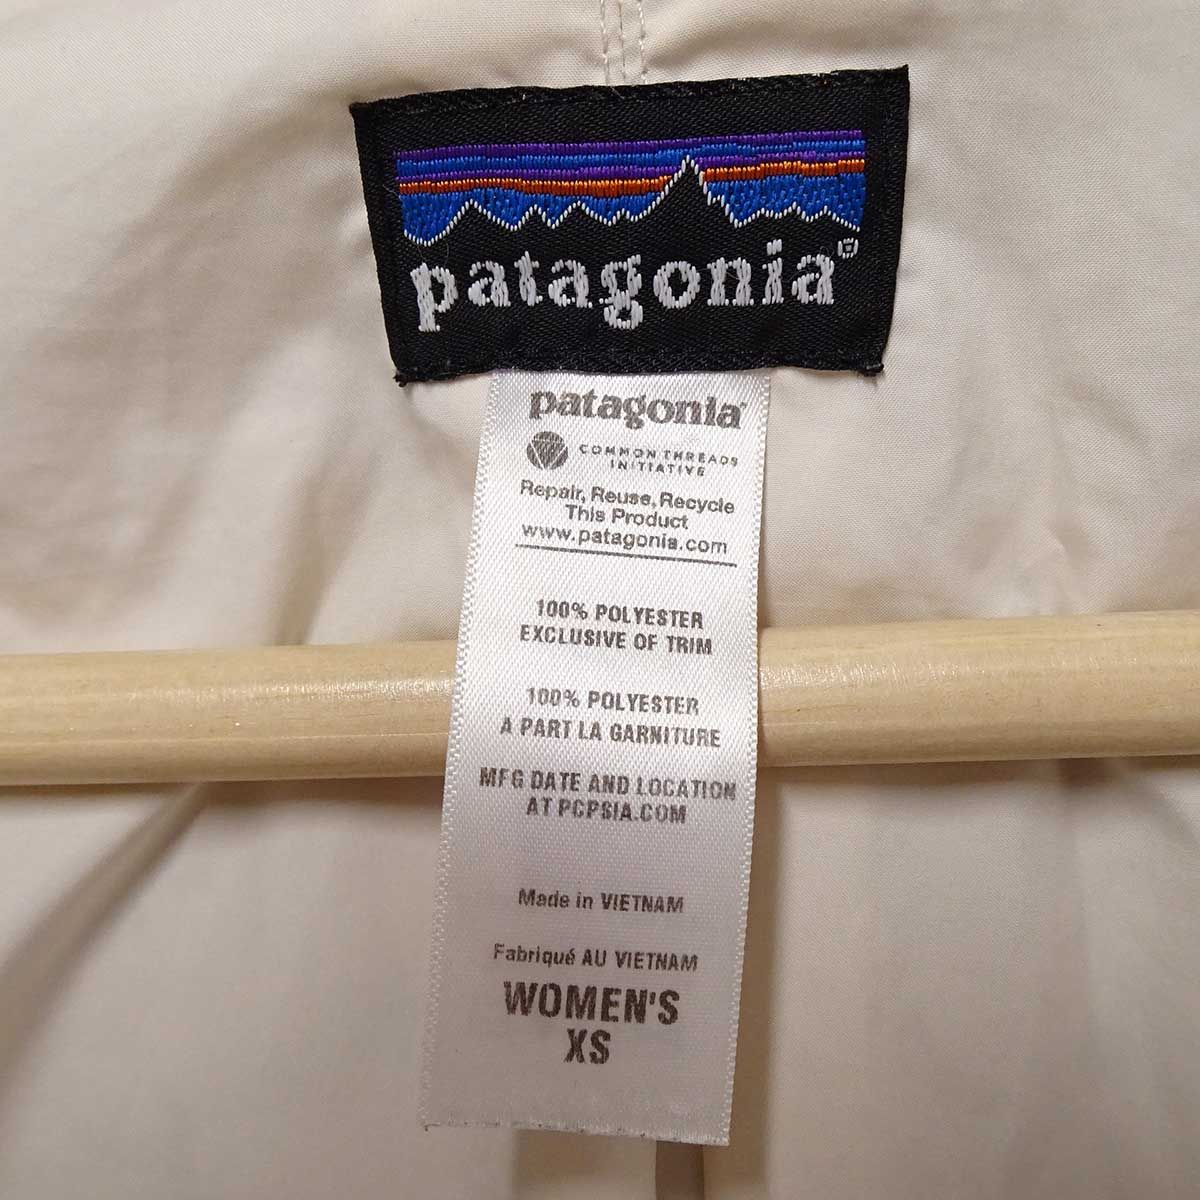 patagonia®
patagonia
COMMON THREADS
INITIATIVE
Repair, Reuse, Recycle
This Product
www.patagonia.com
100% POLYESTER
EXCLUSIVE OF TRIM
100% POLYESTER
A PART LA GARNITURE
MFG DATE AND LOCATION
AT PCPSIA.COM
Made in VIETNAM
Fabriqué AU VIETNAM
WOMEN'S
XS